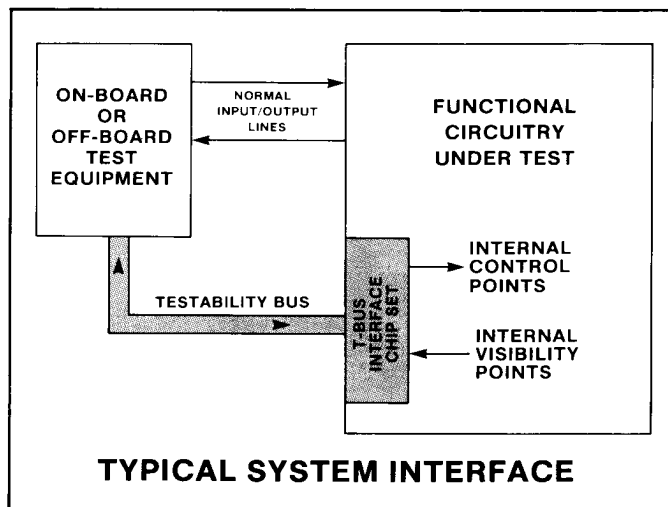 ON-BOARD
OR
OFF-BOARD
TEST
EQUIPMENT
NORMAL
INPUT/OUTPUT
LINES
FUNCTIONAL
CIRCUITRY
UNDER TEST
TESTABILITY BUS
T-BUS
INTERFACE
CHIP SET
INTERNAL
CONTROL
POINTS
INTERNAL
VISIBILITY
POINTS
TYPICAL SYSTEM INTERFACE